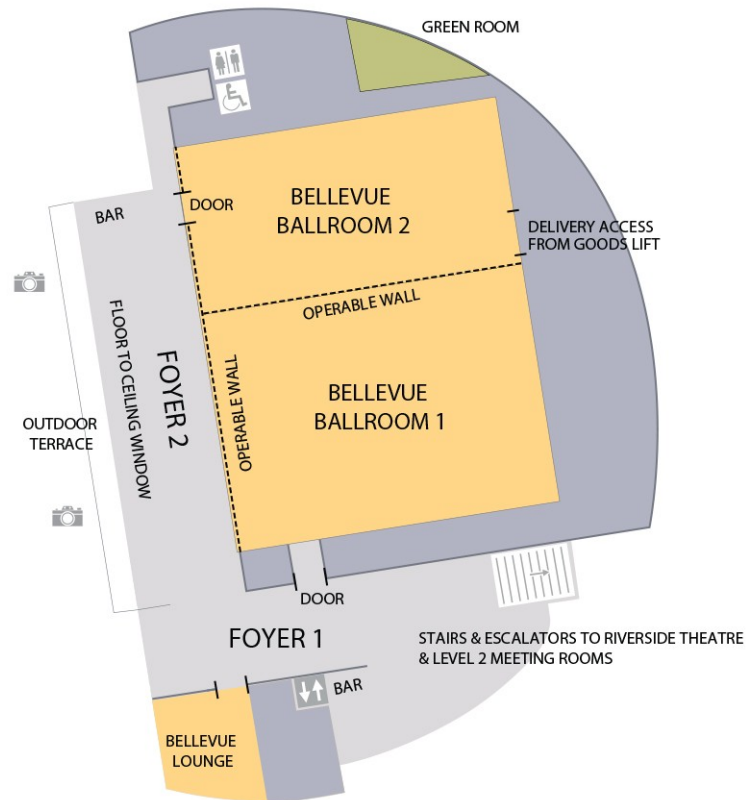 GREEN ROOM
BELLEVUE
BALLROOM 2
DOOR
BAR
DELIVERY ACCESS
FROM GOODS LIFT
OPERABLE WALL
FLOOR TO CEILING WINDOW
FOYER 2
OPERABLE WALL
BELLEVUE
BALLROOM 1
OUTDOOR
TERRACE
DOOR
FOYER 1
STAIRS & ESCALATORS TO RIVERSIDE THEATRE
& LEVEL 2 MEETING ROOMS
BAR
BELLEVUE
LOUNGE